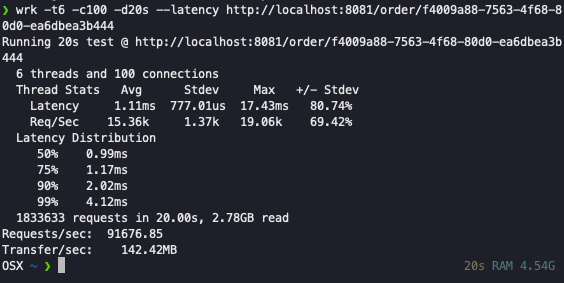 ❯ wrk -t6 -c100 -d20s --latency http://localhost:8081/order/f4009a88-7563-4f68-8
0d0-ea6dbea3b444
Running 20s test @ http://localhost:8081/order/f4009a88-7563-4f68-80d0-ea6dbea3b
444
  6 threads and 100 connections
  Thread Stats   Avg      Stdev     Max   +/- Stdev
    Latency     1.11ms  777.01us  17.43ms   80.74%
    Req/Sec    15.36k     1.37k   19.06k    69.42%
  Latency Distribution
     50%    0.99ms
     75%    1.17ms
     90%    2.02ms
     99%    4.12ms
  1833633 requests in 20.00s, 2.78GB read
Requests/sec:  91676.85
Transfer/sec:    142.42MB
OSX ~ ❯ 20s RAM 4.54G